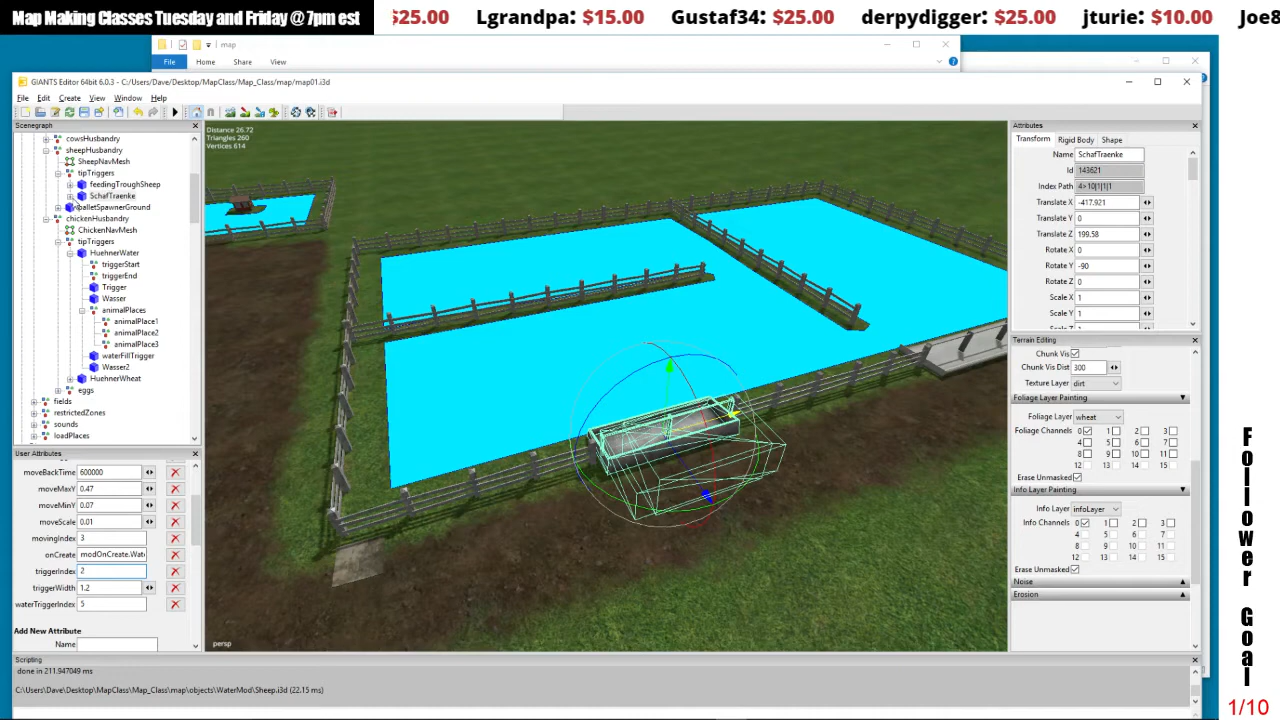 Map Making Classes Tuesday and Friday @ 7pm est
$25.00 Lgrandpa: $15.00 Gustaf34: $25.00 derpydigger: $25.00 jturie: $10.00 Joe8
map
File Home Share View
GIANTS Editor 64bit 6.0.3 - C:/Users/Dave/Desktop/MapClass/Map_Class/map/map01.i3d
File Edit Create View Window Help
Scenegraph
cowsHusbandry
sheepHusbandry
SheepNavMesh
tipTriggers
feedingTroughSheep
SchafTraenke
palletSpawnerGround
chickenHusbandry
ChickenNavMesh
tipTriggers
HuehnerWater
triggerStart
triggerEnd
Trigger
Wasser
animalPlaces
animalPlace1
animalPlace2
animalPlace3
waterFillTrigger
Wasser2
HuehnerWheat
eggs
fields
restrictedZones
sounds
loadPlaces
User Attributes
moveBackTime 600000
moveMaxY 0.47
moveMinY 0.07
moveScale 0.01
movingIndex 3
onCreate modOnCreate.Wat
triggerIndex 2
triggerWidth 1.2
waterTriggerIndex 5
Add New Attribute
Name
Distance 26.72
Triangles 260
Vertices 614
persp
Attributes
Transform Rigid Body Shape
Name SchafTraenke
Id 143621
Index Path 4>10|1|1|1
Translate X -417.921
Translate Y 0
Translate Z 199.58
Rotate X 0
Rotate Y -90
Rotate Z 0
Scale X 1
Scale Y 1
Scale Z 1
Terrain Editing
Chunk Vis
Chunk Vis Dist 300
Texture Layer dirt
Foliage Layer Painting
Foliage Layer wheat
Foliage Channels 0 1 2 3
4 5 6 7
8 9 10 11
12 13 14 15
Erase Unmasked
Info Layer Painting
Info Layer infoLayer
Info Channels 0 1 2 3
4 5 6 7
8 9 10 11
12 13 14 15
Erase Unmasked
Noise
Erosion
Scripting
done in 211.947049 ms
C:\Users\Dave\Desktop\MapClass\Map_Class\map\objects\WaterMod\Sheep.i3d (22.15 ms)
Follower Goal
1/10